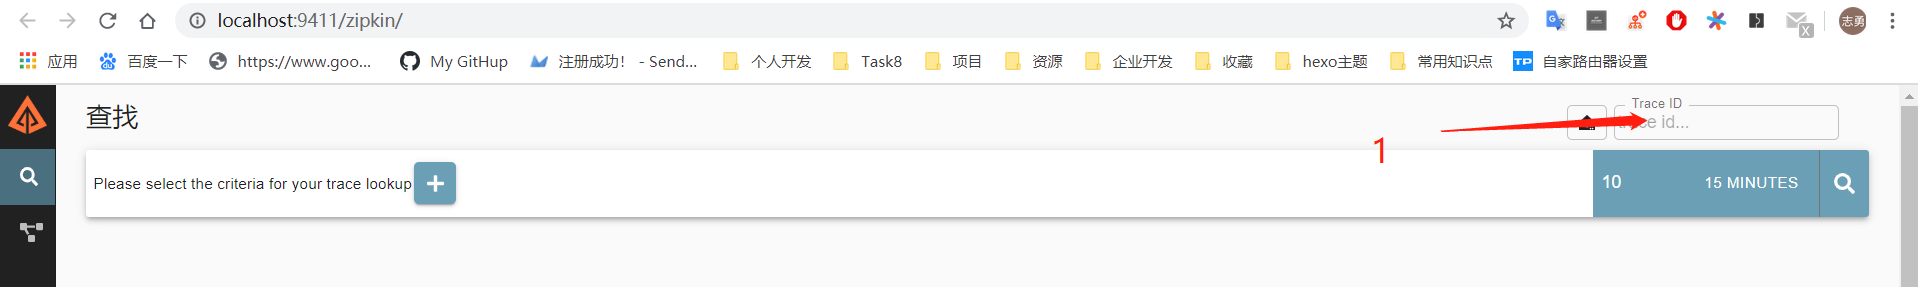 localhost:9411/zipkin/
志勇
应用 百度一下 https://www.goo... My GitHup 注册成功! - Send... 个人开发 Task8 项目 资源 企业开发 收藏 hexo主题 常用知识点 TP 自家路由器设置
查找
Trace ID
id...
1
Please select the criteria for your trace lookup
10 15 MINUTES